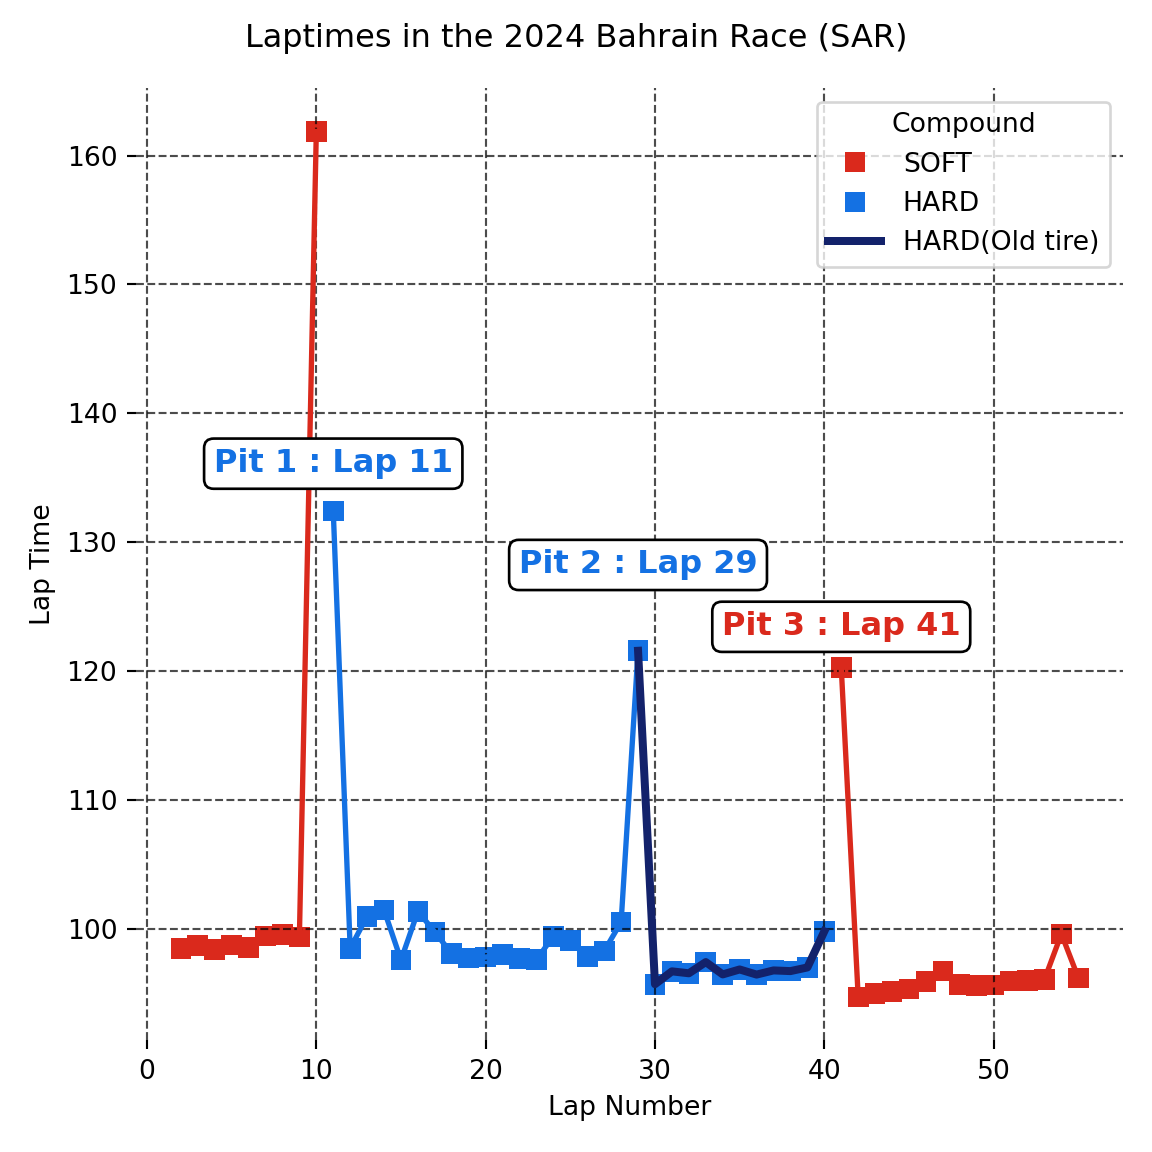 Laptimes in the 2024 Bahrain Race (SAR)
Compound
SOFT
HARD
HARD(Old tire)
160
150
140
130
120
110
100
Lap Time
Pit 1 : Lap 11
Pit 2 : Lap 29
Pit 3 : Lap 41
0 10 20 30 40 50
Lap Number